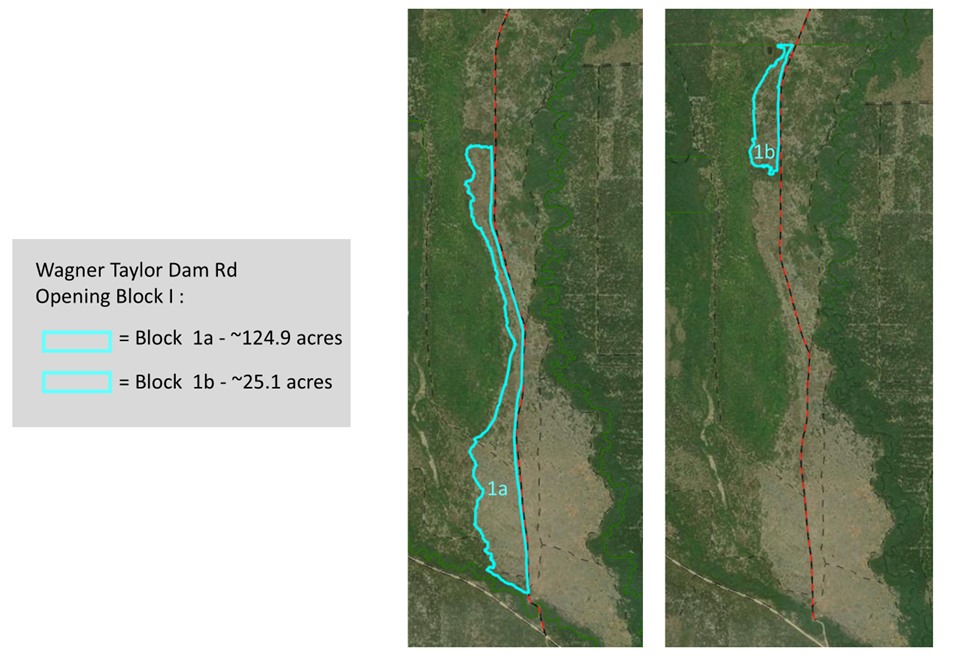 Wagner Taylor Dam Rd
Opening Block I :
= Block 1a - ~124.9 acres
= Block 1b - ~25.1 acres
1a
1b